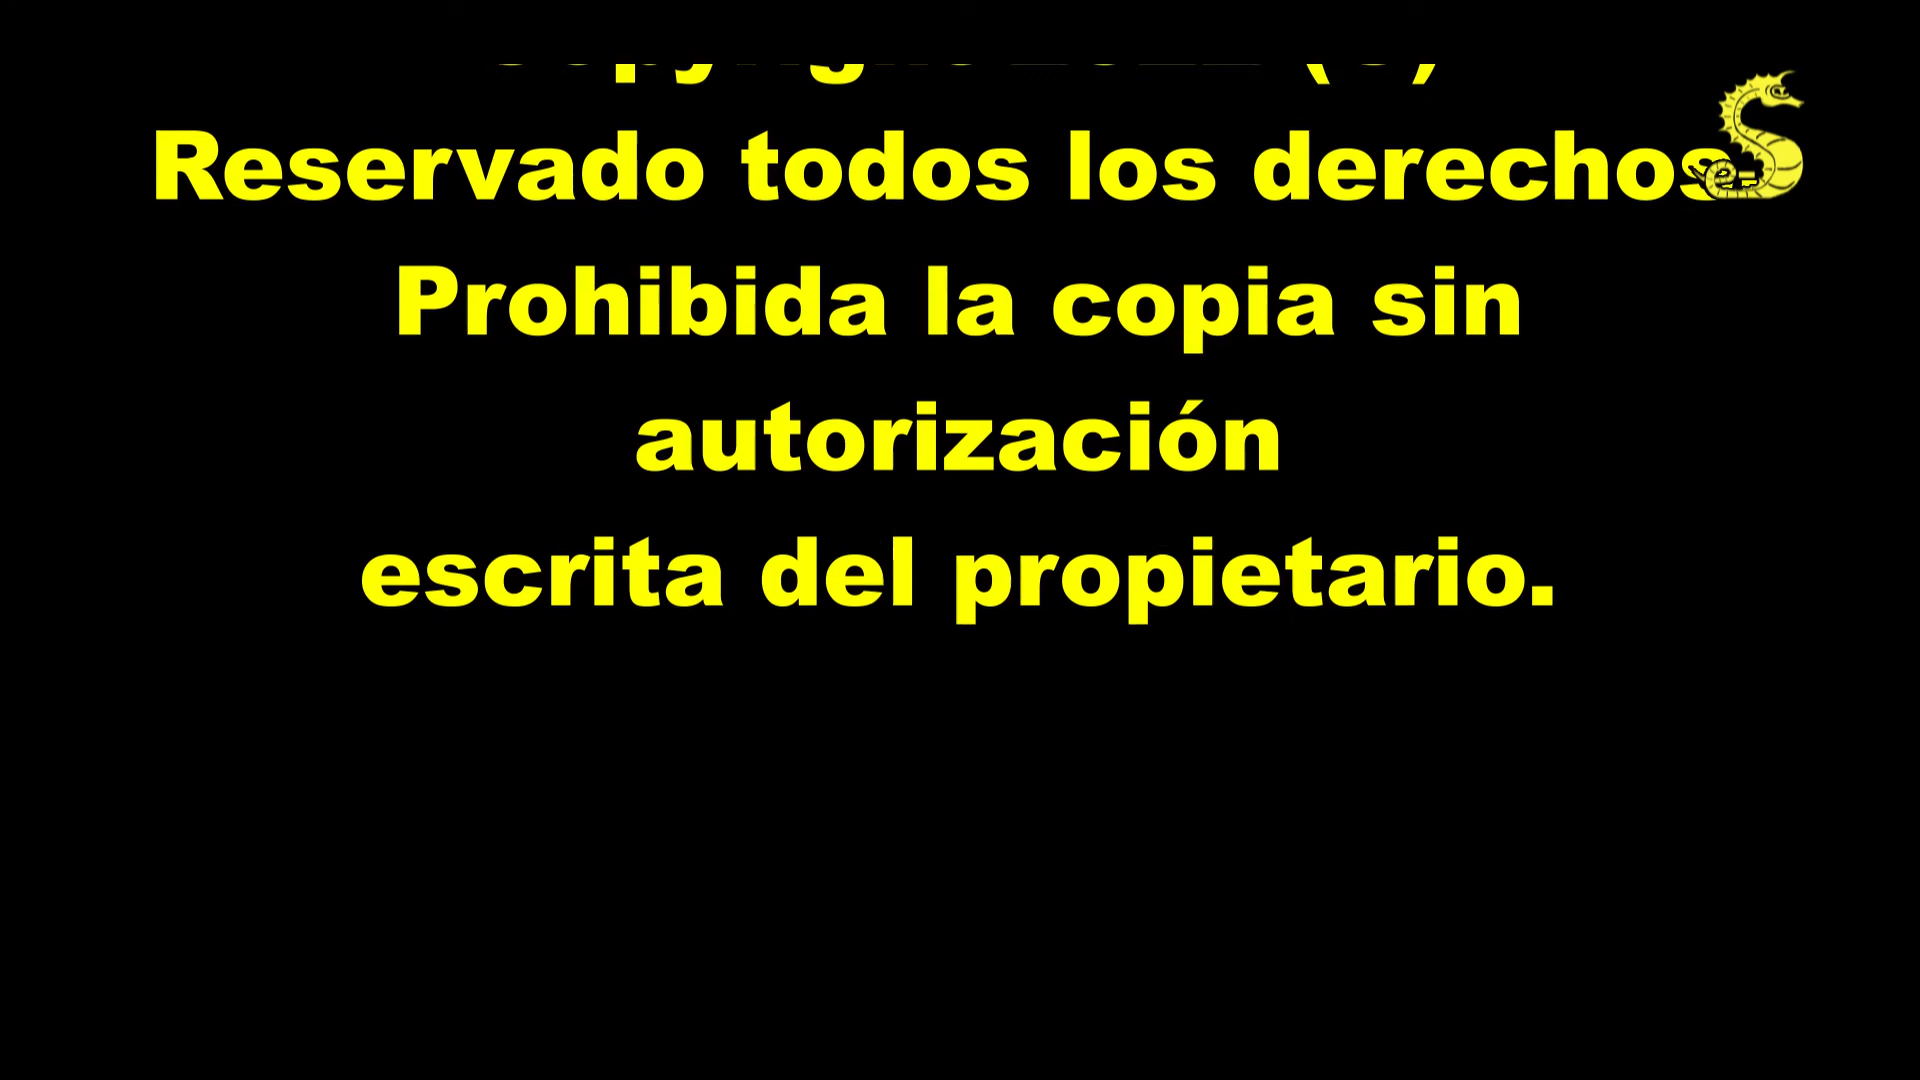 Reservado todos los derechos
Prohibida la copia sin
autorización
escrita del propietario.